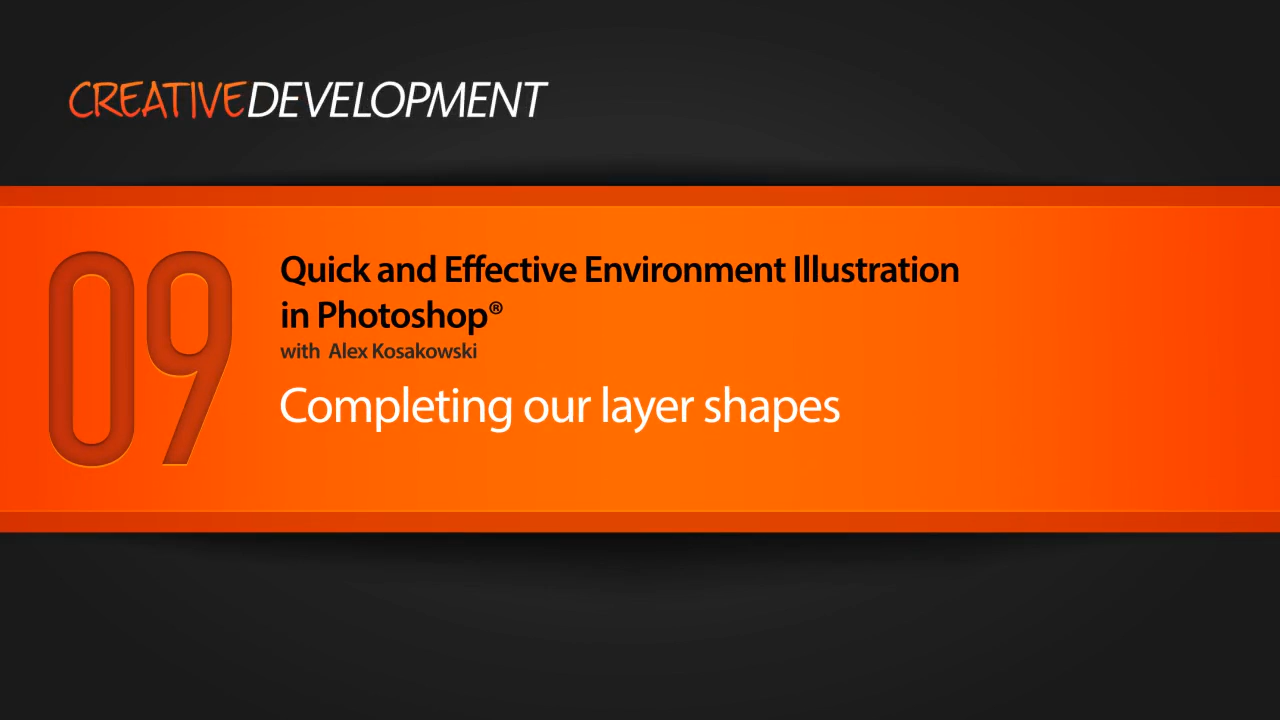 CREATIVEDEVELOPMENT
09
Quick and Effective Environment Illustration
in Photoshop®
with Alex Kosakowski
Completing our layer shapes